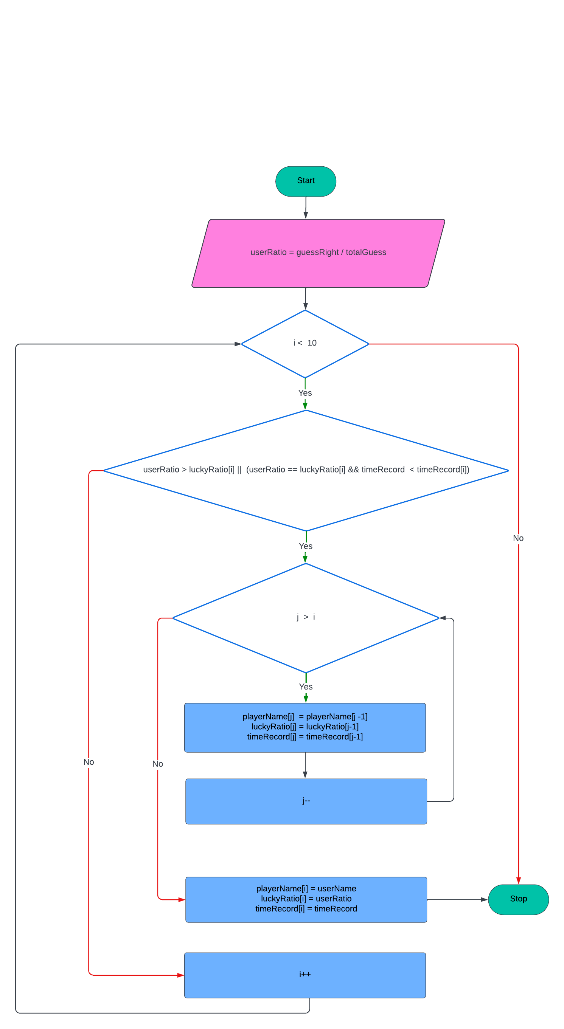 Start
userRatio = guessRight / totalGuess
i < 10
Yes
userRatio > luckyRatio[i] || (userRatio == luckyRatio[i] && timeRecord < timeRecord[i])
No
Yes
j > i
Yes
playerName[j] = playerName[j -1]
luckyRatio[j] = luckyRatio[j-1]
timeRecord[j] = timeRecord[j-1]
No
No
j--
playerName[i] = userName
luckyRatio[i] = userRatio
timeRecord[i] = timeRecord
Stop
i++